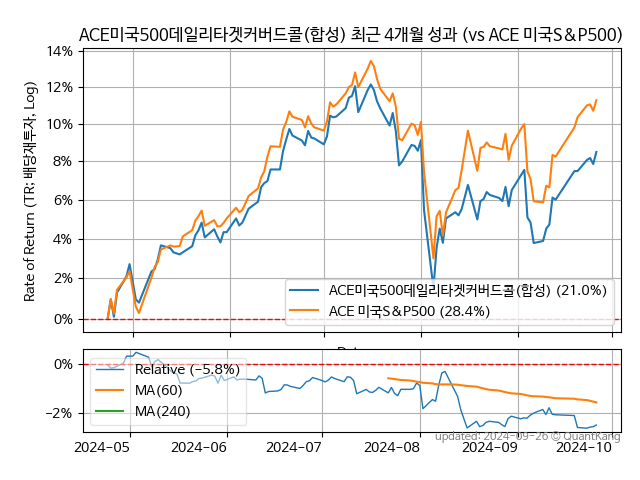 ACE미국500데일리타겟커버드콜(합성) 최근 4개월 성과 (vs ACE 미국S&P500)
Rate of Return (TR: 배당재투자, Log)
14%
12%
10%
8%
6%
4%
2%
0%
ACE미국500데일리타겟커버드콜(합성) (21.0%)
ACE 미국S&P500 (28.4%)
0%
−2%
Relative (−5.8%)
MA(60)
MA(240)
updated: 2024-09-26 © QuantKang
2024-05
2024-06
2024-07
2024-08
2024-09
2024-10